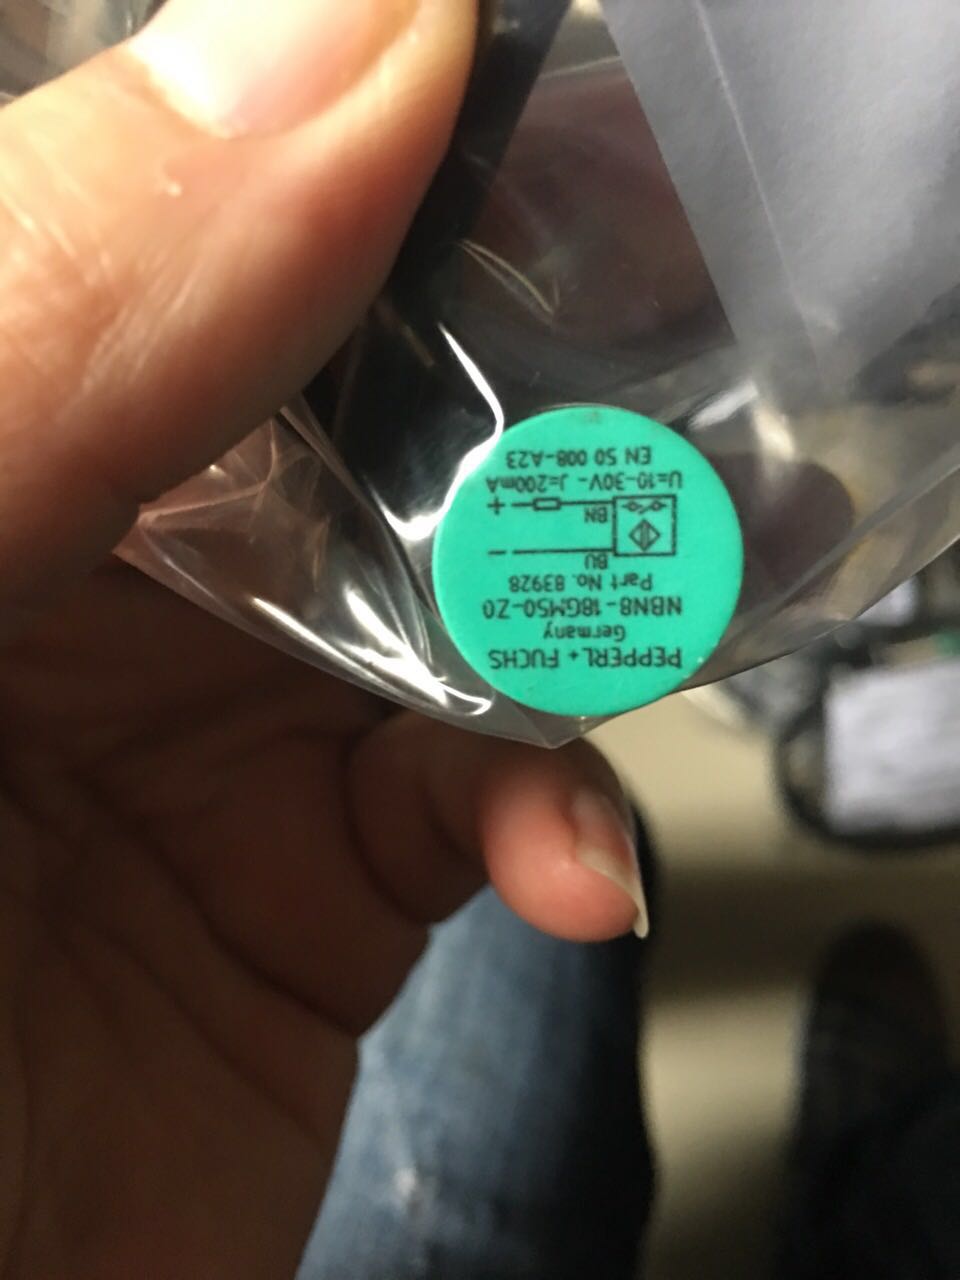 PEPPERL + FUCHS
Germany
NBN8-18GM50-Z0
Part No. 83928
BU
−
BN
+
U=10-30V - J=200mA
EN 50 008-A23